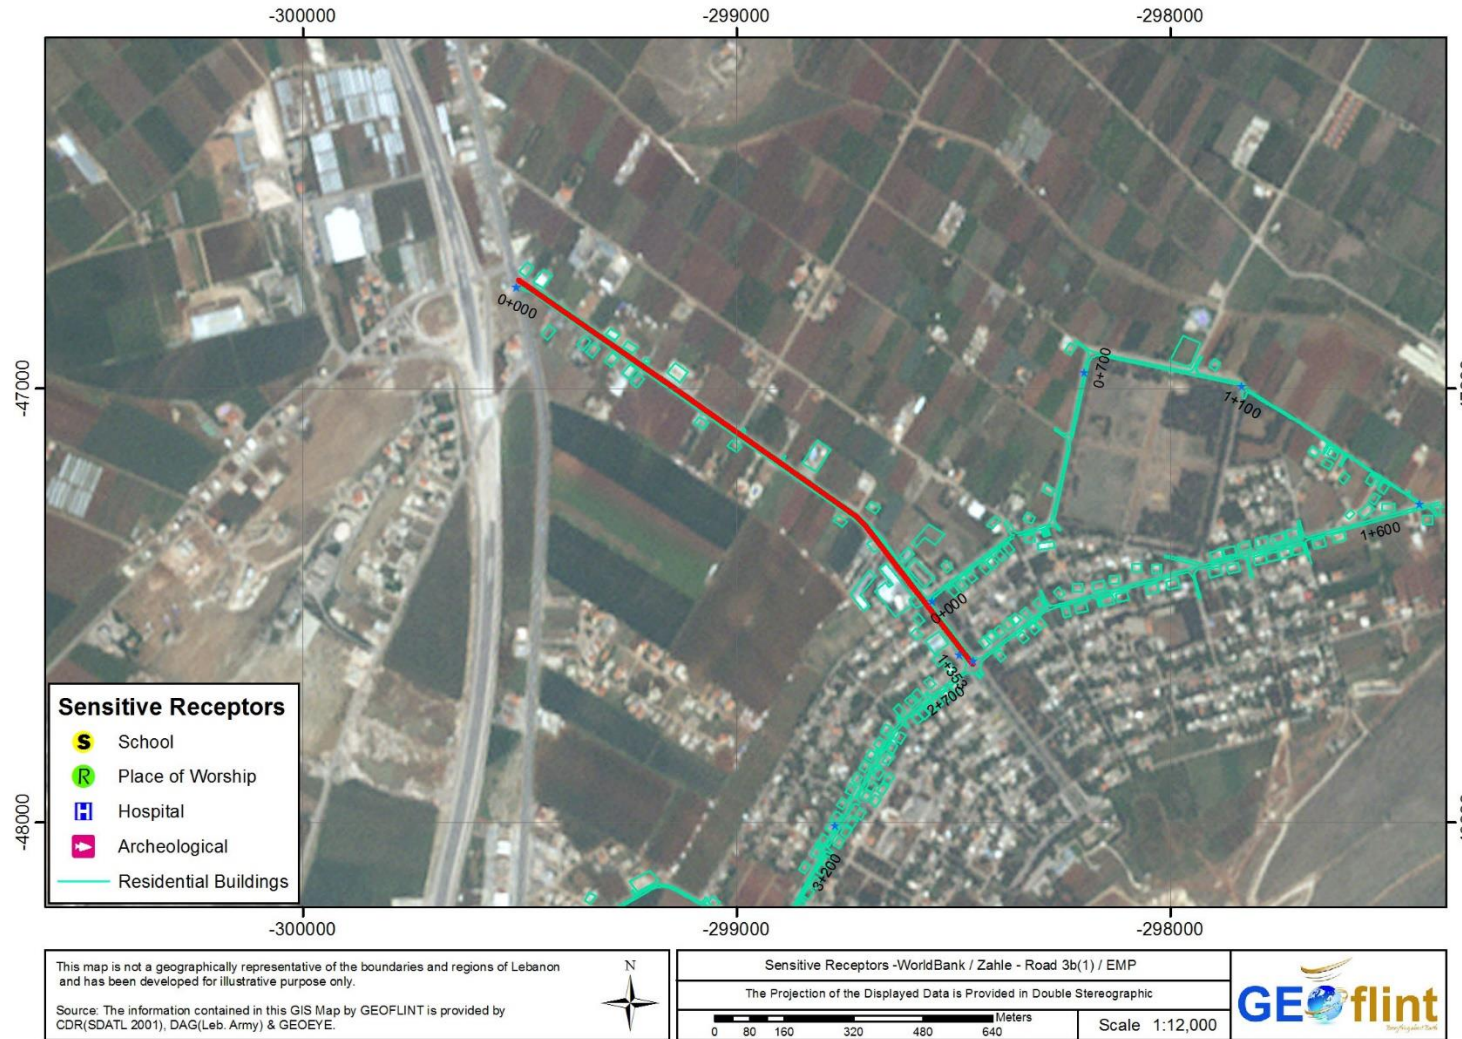 -300000
-299000
-298000
-47000
-48000
0+000
0+700
1+100
1+600
0+000
1+353
2+700
3+200
Sensitive Receptors
S School
R Place of Worship
H Hospital
Archeological
Residential Buildings
-300000
-299000
-298000
This map is not a geographically representative of the boundaries and regions of Lebanon
and has been developed for illustrative purpose only.
Source: The information contained in this GIS Map by GEOFLINT is provided by
CDR(SDATL 2001), DAG(Leb. Army) & GEOEYE.
N
Sensitive Receptors -WorldBank / Zahle - Road 3b(1) / EMP
The Projection of the Displayed Data is Provided in Double Stereographic
Meters
0 80 160 320 480 640
Scale 1:12,000
GEOflint